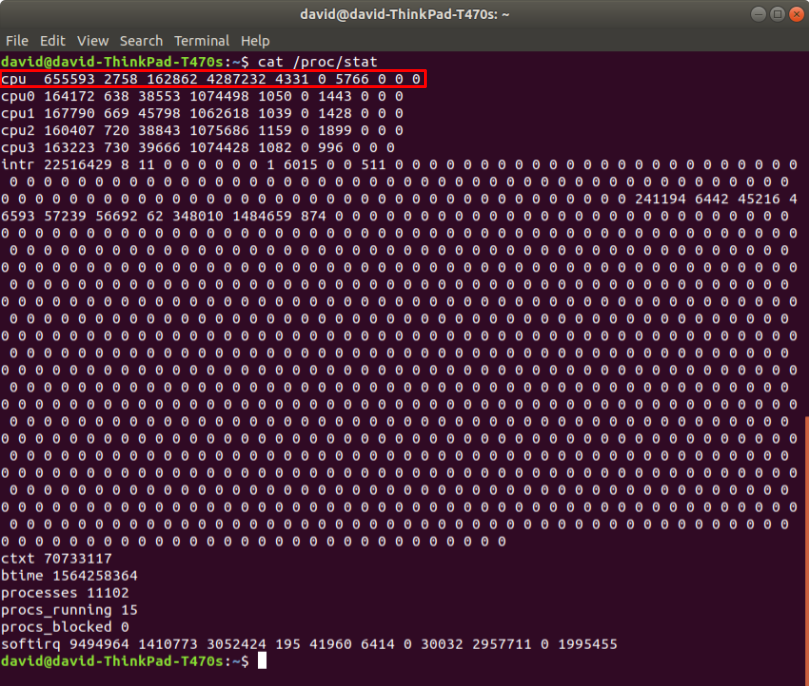 david@david-ThinkPad-T470s: ~
File Edit View Search Terminal Help
david@david-ThinkPad-T470s:~$ cat /proc/stat
cpu  655593 2758 162862 4287232 4331 0 5766 0 0 0
cpu0 164172 638 38553 1074498 1050 0 1443 0 0 0
cpu1 167790 669 45798 1062618 1039 0 1428 0 0 0
cpu2 160407 720 38843 1075686 1159 0 1899 0 0 0
cpu3 163223 730 39666 1074428 1082 0 996 0 0 0
intr 22516429 8 11 0 0 0 0 0 0 1 6015 0 0 511 0 0 0 0 0 0 0 0 0 0 0 0 0 0 0 0 0 0 0 0 0 0 0 0
 0 0 0 0 0 0 0 0 0 0 0 0 0 0 0 0 0 0 0 0 0 0 0 0 0 0 0 0 0 0 0 0 0 0 0 0 0 0 0 0 0 0 0 0 0 0
0 0 0 0 0 0 0 0 0 0 0 0 0 0 0 0 0 0 0 0 0 0 0 0 0 0 0 0 0 0 0 0 0 0 0 0 0 241194 6442 45216 4
6593 57239 56692 62 348010 1484659 874 0 0 0 0 0 0 0 0 0 0 0 0 0 0 0 0 0 0 0 0 0 0 0 0 0 0 0
0 0 0 0 0 0 0 0 0 0 0 0 0 0 0 0 0 0 0 0 0 0 0 0 0 0 0 0 0 0 0 0 0 0 0 0 0 0 0 0 0 0 0 0 0 0 0
 0 0 0 0 0 0 0 0 0 0 0 0 0 0 0 0 0 0 0 0 0 0 0 0 0 0 0 0 0 0 0 0 0 0 0 0 0 0 0 0 0 0 0 0 0 0
0 0 0 0 0 0 0 0 0 0 0 0 0 0 0 0 0 0 0 0 0 0 0 0 0 0 0 0 0 0 0 0 0 0 0 0 0 0 0 0 0 0 0 0 0 0 0
 0 0 0 0 0 0 0 0 0 0 0 0 0 0 0 0 0 0 0 0 0 0 0 0 0 0 0 0 0 0 0 0 0 0 0 0 0 0 0 0 0 0 0 0 0 0
0 0 0 0 0 0 0 0 0 0 0 0 0 0 0 0 0 0 0 0 0 0 0 0 0 0 0 0 0 0 0 0 0 0 0 0 0 0 0 0 0 0 0 0 0 0 0
 0 0 0 0 0 0 0 0 0 0 0 0 0 0 0 0 0 0 0 0 0 0 0 0 0 0 0 0 0 0 0 0 0 0 0 0 0 0 0 0 0 0 0 0 0 0
0 0 0 0 0 0 0 0 0 0 0 0 0 0 0 0 0 0 0 0 0 0 0 0 0 0 0 0 0 0 0 0 0 0 0 0 0 0 0 0 0 0 0 0 0 0 0
 0 0 0 0 0 0 0 0 0 0 0 0 0 0 0 0 0 0 0 0 0 0 0 0 0 0 0 0 0 0 0 0 0 0 0 0 0 0 0 0 0 0 0 0 0 0
0 0 0 0 0 0 0 0 0 0 0 0 0 0 0 0 0 0 0 0 0 0 0 0 0 0 0 0 0 0 0 0 0 0 0 0 0 0 0 0 0 0 0 0 0 0 0
 0 0 0 0 0 0 0 0 0 0 0 0 0 0 0 0 0 0 0 0 0 0 0 0 0 0 0 0 0 0 0 0 0 0 0 0 0 0 0 0 0 0 0 0 0 0
0 0 0 0 0 0 0 0 0 0 0 0 0 0 0 0 0 0 0 0 0 0 0 0 0 0 0 0 0 0 0 0 0 0 0 0 0 0 0 0 0 0 0 0 0 0 0
 0 0 0 0 0 0 0 0 0 0 0 0 0 0 0 0 0 0 0 0 0 0 0 0 0 0 0 0 0 0 0 0 0 0 0 0 0 0 0 0 0 0 0 0 0 0
0 0 0 0 0 0 0 0 0 0 0 0 0 0 0 0 0 0 0 0 0 0 0 0 0 0 0 0 0 0 0 0 0 0 0 0 0 0 0 0 0 0 0 0 0 0 0
 0 0 0 0 0 0 0 0 0 0 0 0 0 0 0 0 0 0 0 0 0 0 0 0 0 0 0 0 0 0 0 0 0 0 0 0 0 0 0 0 0 0 0 0 0 0
0 0 0 0 0 0 0 0 0 0 0 0 0 0 0 0 0 0 0 0 0 0 0 0 0 0 0 0 0 0 0 0 0 0 0 0 0 0 0 0 0 0 0 0 0 0 0
 0 0 0 0 0 0 0 0 0 0 0 0 0 0 0 0 0 0 0 0 0 0 0 0 0 0 0 0 0 0 0 0 0 0 0 0 0 0 0 0 0 0 0 0 0 0
0 0 0 0 0 0 0 0 0 0 0 0 0 0 0 0 0 0 0 0 0 0 0 0 0 0 0 0 0 0 0 0 0 0 0 0 0 0 0 0 0 0 0 0 0 0 0
 0 0 0 0 0 0 0 0 0 0 0 0 0 0 0 0 0 0 0 0 0 0 0 0 0 0 0 0 0 0 0 0 0 0 0 0 0 0 0 0 0 0 0 0 0 0
0 0 0 0 0 0 0 0 0 0 0 0 0 0 0 0 0 0 0 0 0 0 0 0 0 0 0 0 0 0
ctxt 70733117
btime 1564258364
processes 11102
procs_running 15
procs_blocked 0
softirq 9494964 1410773 3052424 195 41960 6414 0 30032 2957711 0 1995455
david@david-ThinkPad-T470s:~$